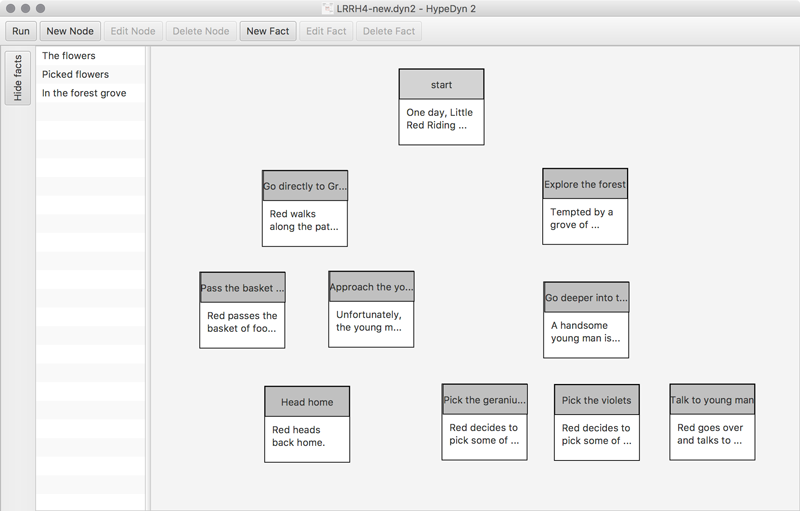 LRRH4-new.dyn2 - HypeDyn 2
Run New Node Edit Node Delete Node New Fact Edit Fact Delete Fact
Hide facts
The flowers
Picked flowers
In the forest grove
start
One day, Little
Red Riding ...
Go directly to Gr...
Red walks
along the pat...
Explore the forest
Tempted by a
grove of ...
Pass the basket ...
Red passes the
basket of foo...
Approach the yo...
Unfortunately,
the young m...
Go deeper into t...
A handsome
young man is...
Head home
Red heads
back home.
Pick the geraniu...
Red decides to
pick some of ...
Pick the violets
Red decides to
pick some of ...
Talk to young man
Red goes over
and talks to ...